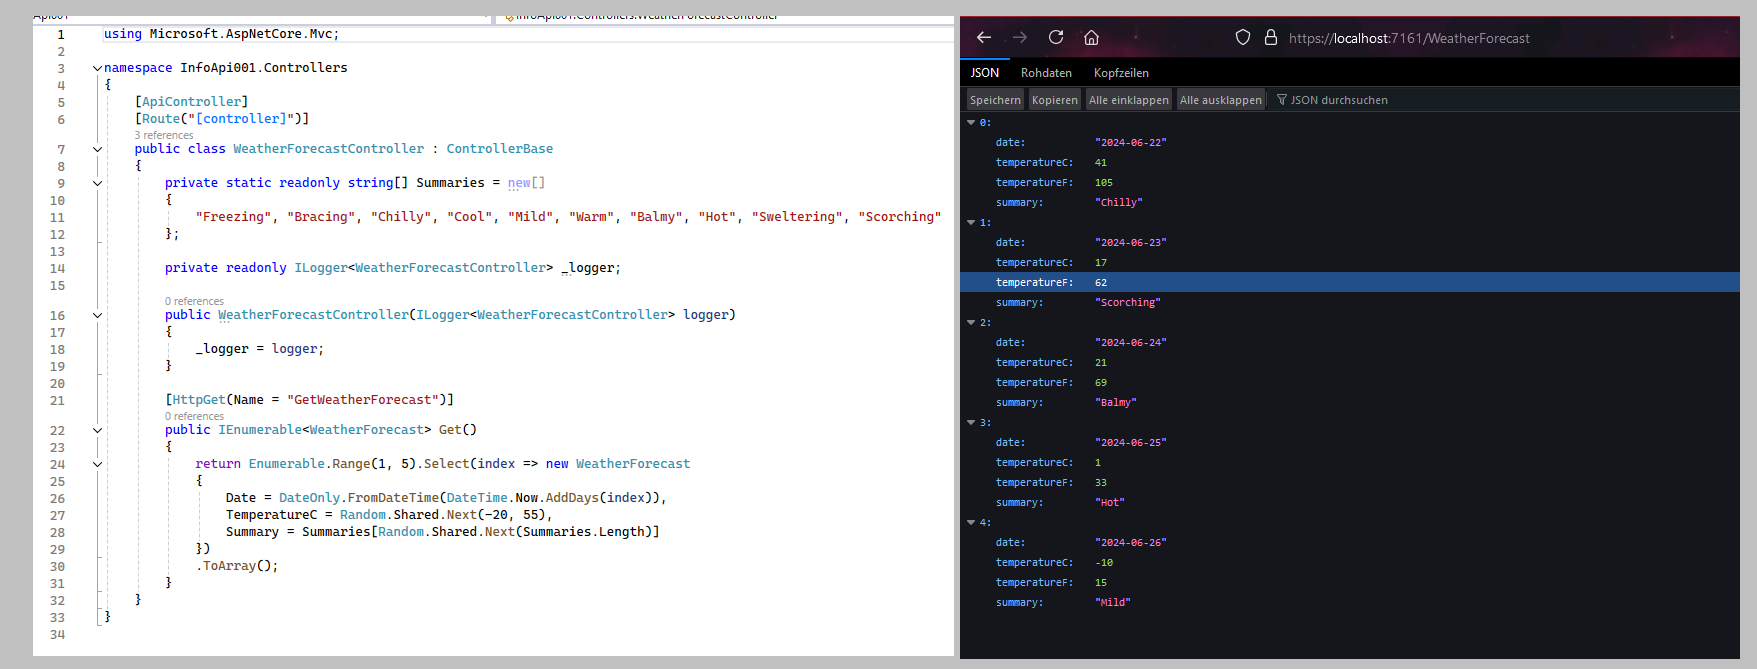 Api001
InfoApi001.Controllers.WeatherForecastController
1 using Microsoft.AspNetCore.Mvc;
2
3 namespace InfoApi001.Controllers
4 {
5 [ApiController]
6 [Route("[controller]")]
3 references
7 public class WeatherForecastController : ControllerBase
8 {
9 private static readonly string[] Summaries = new[]
10 {
11 "Freezing", "Bracing", "Chilly", "Cool", "Mild", "Warm", "Balmy", "Hot", "Sweltering", "Scorching"
12 };
13
14 private readonly ILogger<WeatherForecastController> _logger;
15
0 references
16 public WeatherForecastController(ILogger<WeatherForecastController> logger)
17 {
18 _logger = logger;
19 }
20
21 [HttpGet(Name = "GetWeatherForecast")]
0 references
22 public IEnumerable<WeatherForecast> Get()
23 {
24 return Enumerable.Range(1, 5).Select(index => new WeatherForecast
25 {
26 Date = DateOnly.FromDateTime(DateTime.Now.AddDays(index)),
27 TemperatureC = Random.Shared.Next(-20, 55),
28 Summary = Summaries[Random.Shared.Next(Summaries.Length)]
29 })
30 .ToArray();
31 }
32 }
33 }
34
https://localhost:7161/WeatherForecast
JSON Rohdaten Kopfzeilen
Speichern Kopieren Alle einklappen Alle ausklappen JSON durchsuchen
0:
date: "2024-06-22"
temperatureC: 41
temperatureF: 105
summary: "Chilly"
1:
date: "2024-06-23"
temperatureC: 17
temperatureF: 62
summary: "Scorching"
2:
date: "2024-06-24"
temperatureC: 21
temperatureF: 69
summary: "Balmy"
3:
date: "2024-06-25"
temperatureC: 1
temperatureF: 33
summary: "Hot"
4:
date: "2024-06-26"
temperatureC: -10
temperatureF: 15
summary: "Mild"